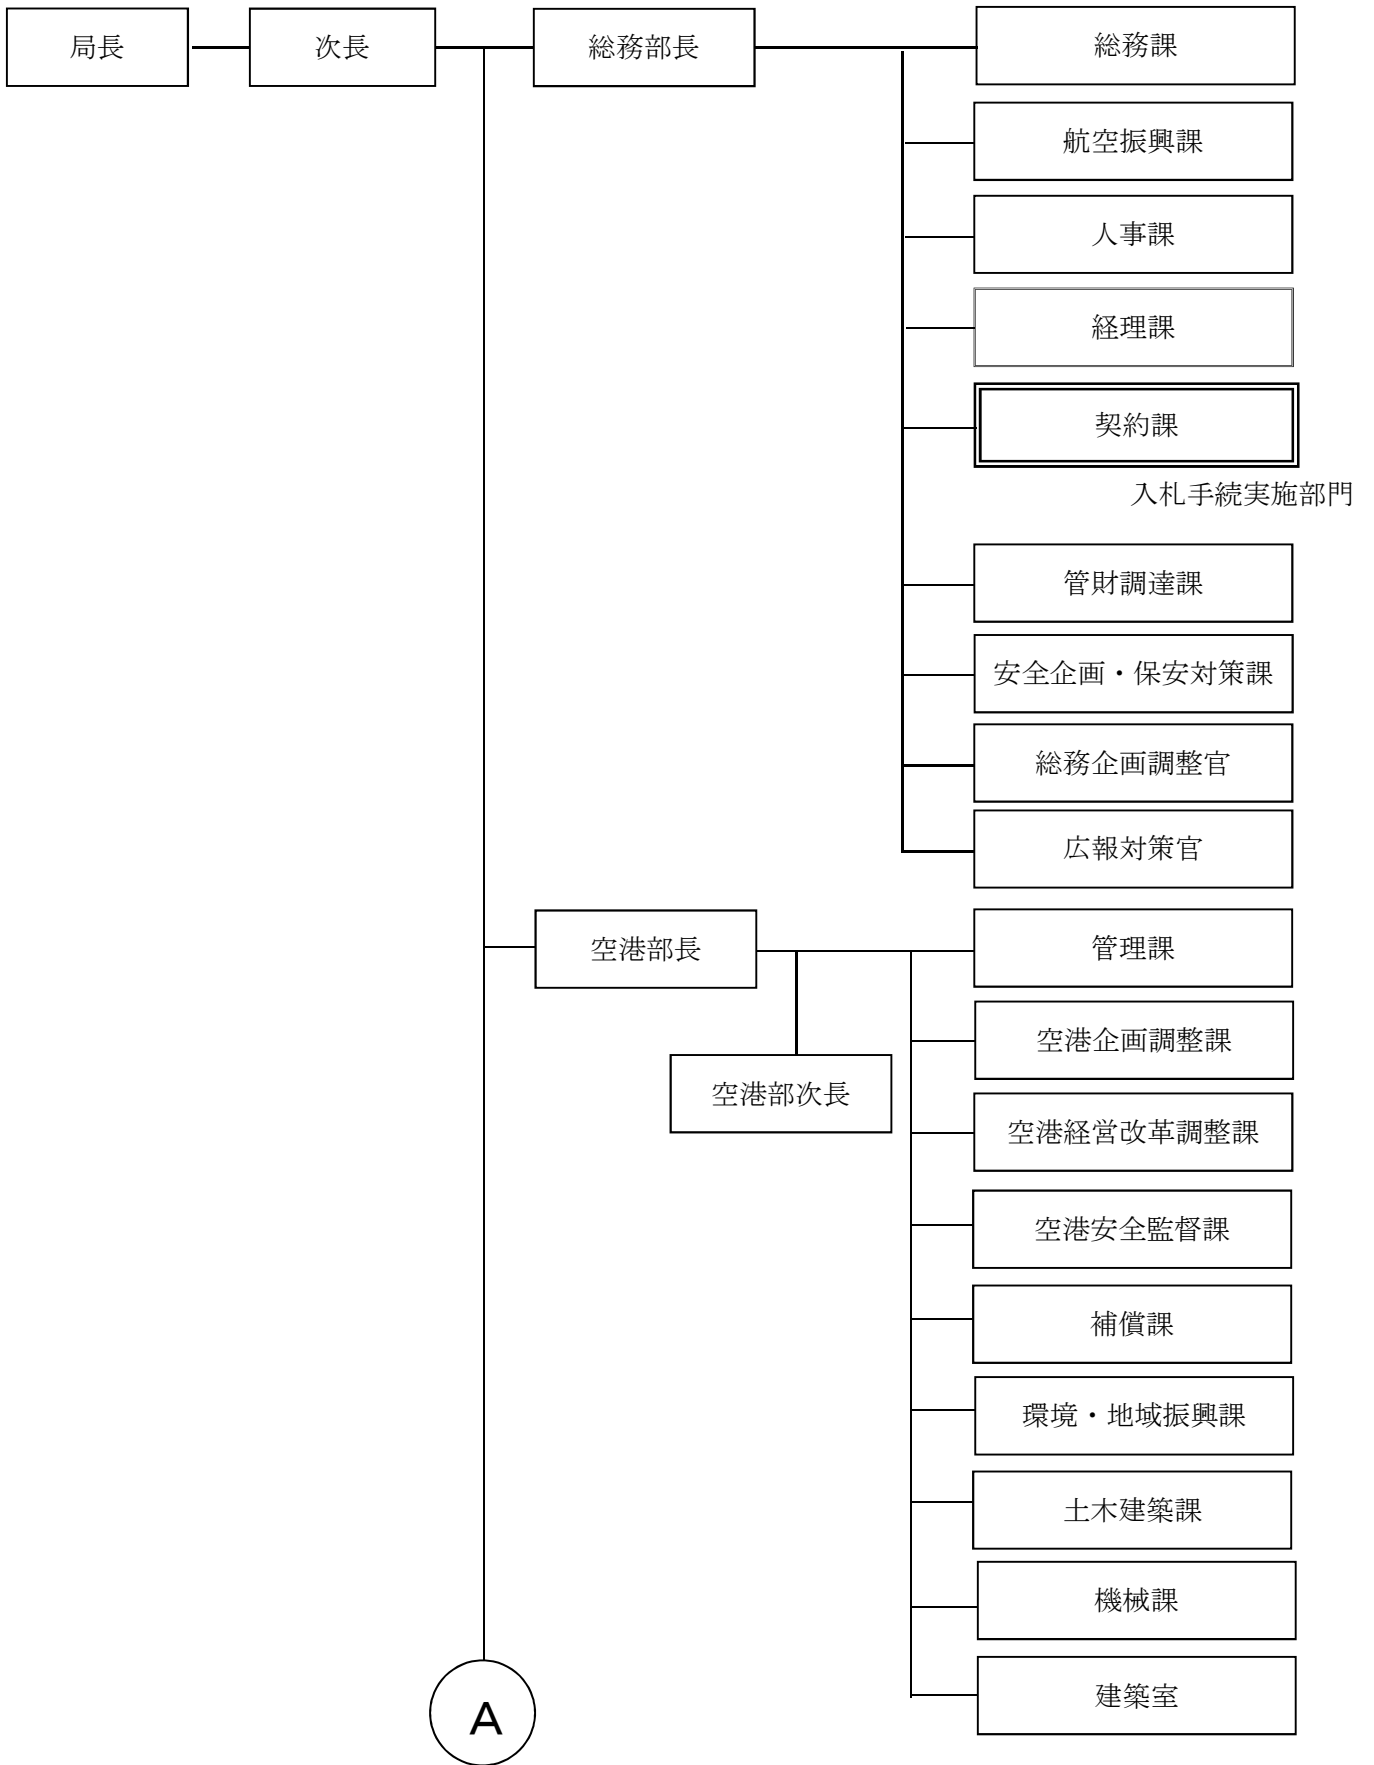 局長
次長
総務部長
総務課
航空振興課
人事課
経理課
契約課
入札手続実施部門
管財調達課
安全企画・保安対策課
総務企画調整官
広報対策官
空港部長
管理課
空港企画調整課
空港部次長
空港経営改革調整課
空港安全監督課
補償課
環境・地域振興課
土木建築課
機械課
建築室
A